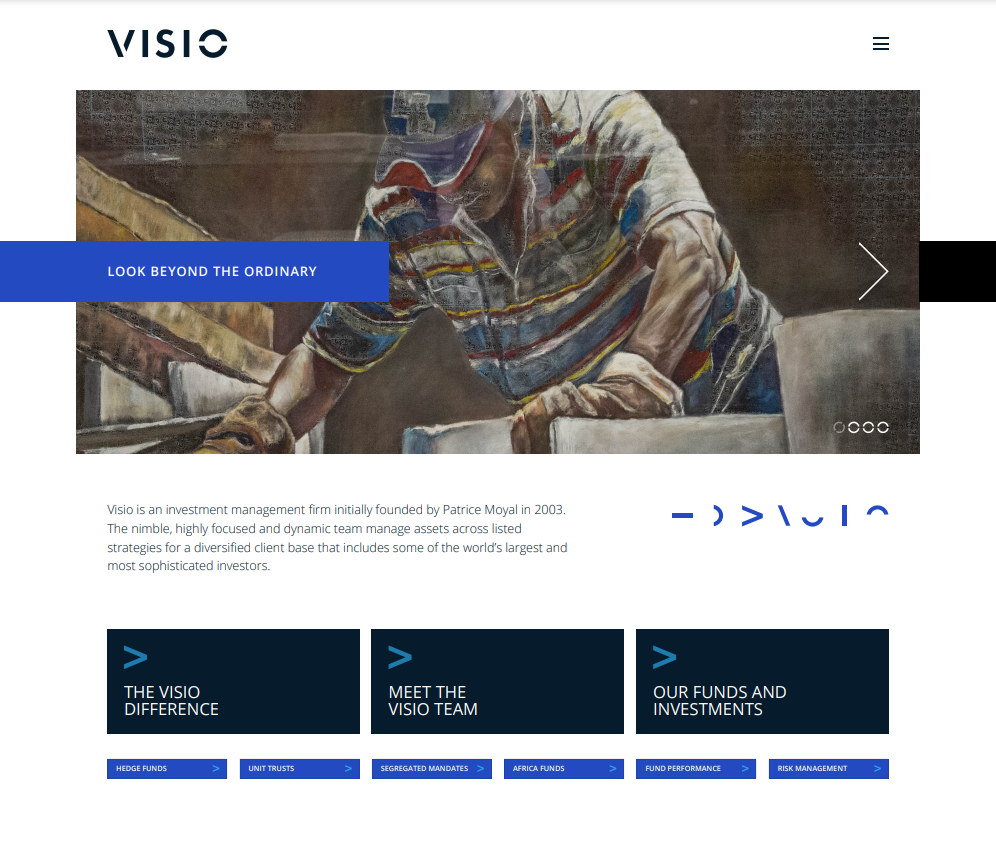 VISIO
LOOK BEYOND THE ORDINARY
Visio is an investment management firm initially founded by Patrice Moyal in 2003.
The nimble, highly focused and dynamic team manage assets across listed
strategies for a diversified client base that includes some of the world's largest and
most sophisticated investors.
THE VISIO
DIFFERENCE
MEET THE
VISIO TEAM
OUR FUNDS AND
INVESTMENTS
HEDGE FUNDS
UNIT TRUSTS
SEGREGATED MANDATES
AFRICA FUNDS
FUND PERFORMANCE
RISK MANAGEMENT